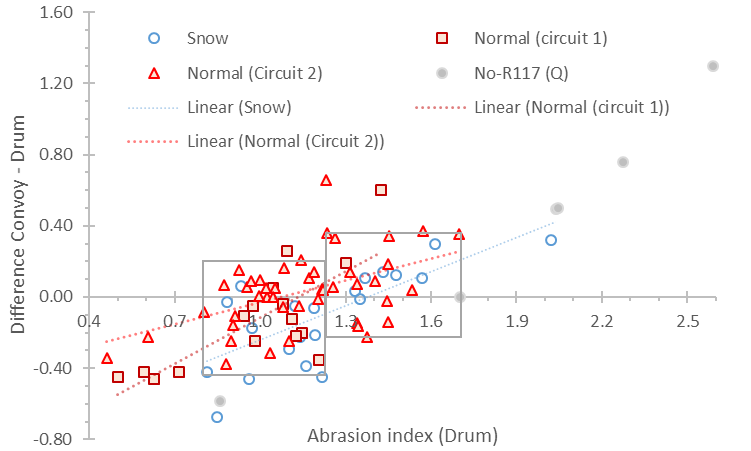 1.60
Snow
Normal (circuit 1)
1.20
Normal (Circuit 2)
No-R117 (Q)
Linear (Snow)
Linear (Normal (circuit 1))
0.80
Linear (Normal (Circuit 2))
0.40
Difference Convoy - Drum
0.00
0.4
0.7
1.0
1.3
1.6
1.9
2.2
2.5
-0.40
-0.80
Abrasion index (Drum)